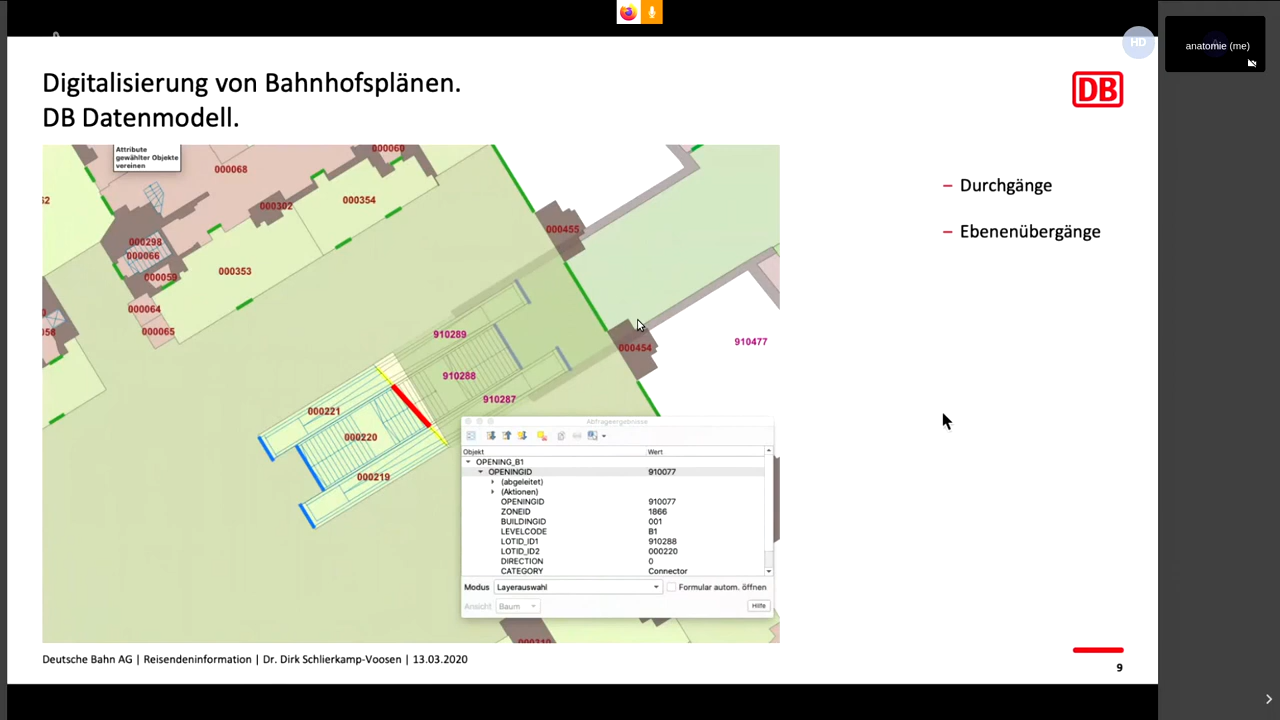 HD
anatomie (me)
Digitalisierung von Bahnhofsplänen.
DB Datenmodell.
DB
Attribute
gewählter Objekte
vereinen
000060
000068
000354
000302
000298
000066
000059
000353
000064
000065
000455
Durchgänge
Ebenenübergänge
910289
000454
910477
910288
910287
000221
000220
000219
Abfrageergebnisse
Objekt Wert
OPENING_B1
OPENINGID 910077
(abgeleitet)
(Aktionen)
OPENINGID 910077
ZONEID 1866
BUILDINGID 001
LEVELCODE B1
LOTID_ID1 910288
LOTID_ID2 000220
DIRECTION 0
CATEGORY Connector
Modus Layerauswahl Formular autom. öffnen
Ansicht Baum Hilfe
Deutsche Bahn AG | Reisendeninformation | Dr. Dirk Schlierkamp-Voosen | 13.03.2020
9